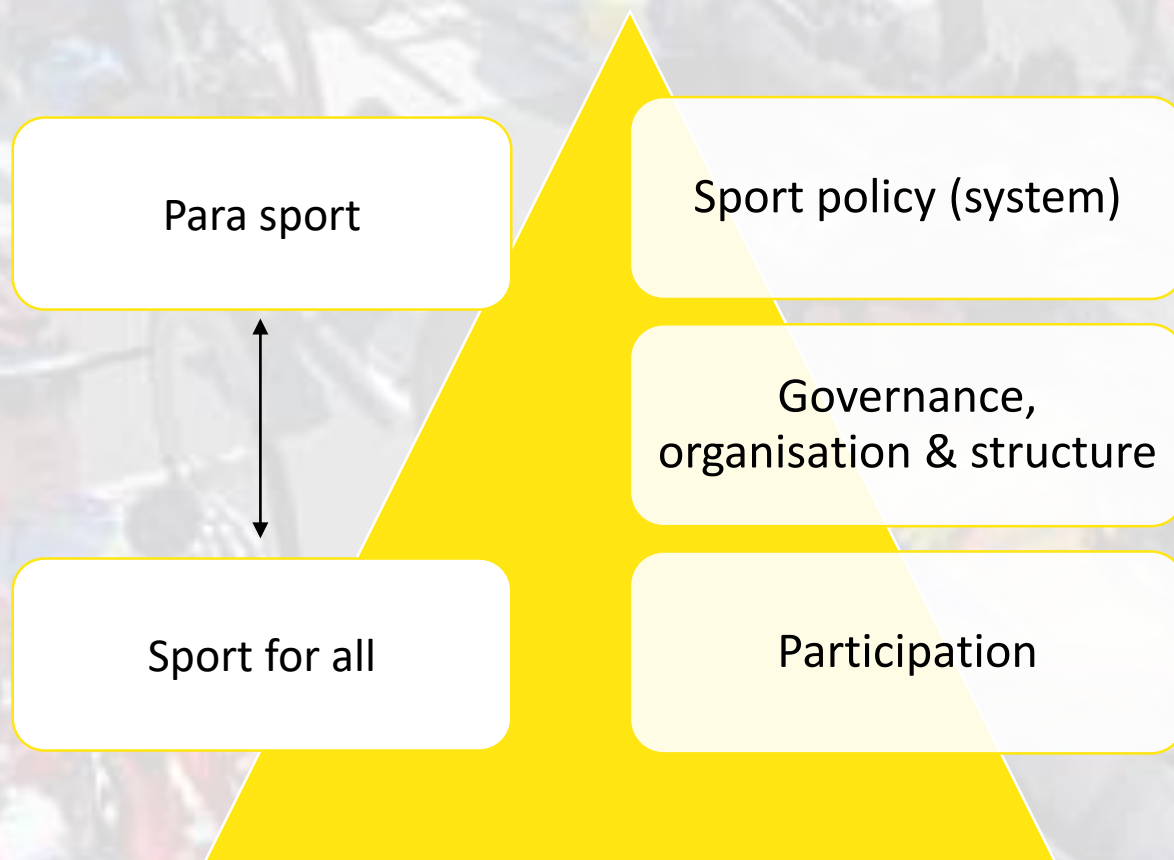 Para sport
Sport for all
Sport policy (system)
Governance,
organisation & structure
Participation